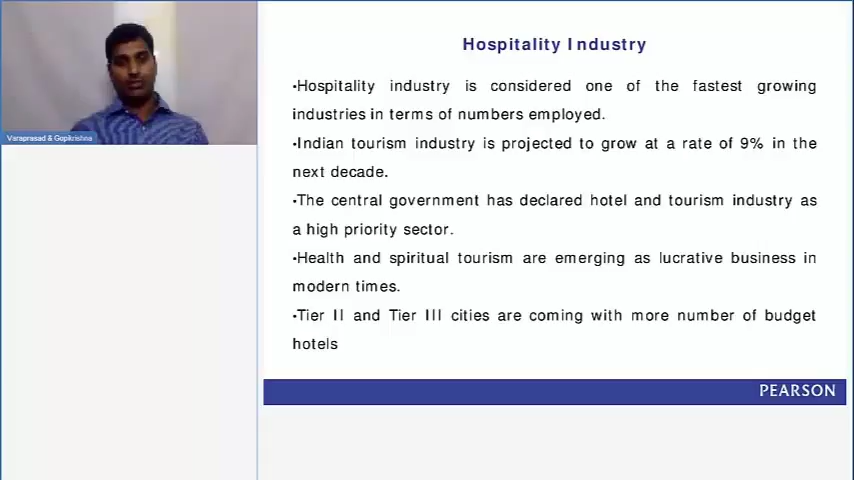 Hospitality Industry
•Hospitality industry is considered one of the fastest growing
industries in terms of numbers employed.
•Indian tourism industry is projected to grow at a rate of 9% in the
next decade.
•The central government has declared hotel and tourism industry as
a high priority sector.
•Health and spiritual tourism are emerging as lucrative business in
modern times.
•Tier II and Tier III cities are coming with more number of budget
hotels
Varaprasad & Gopikrishna
PEARSON